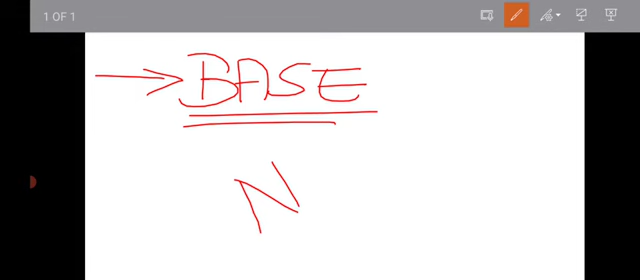 1 OF 1
→ BASE
N